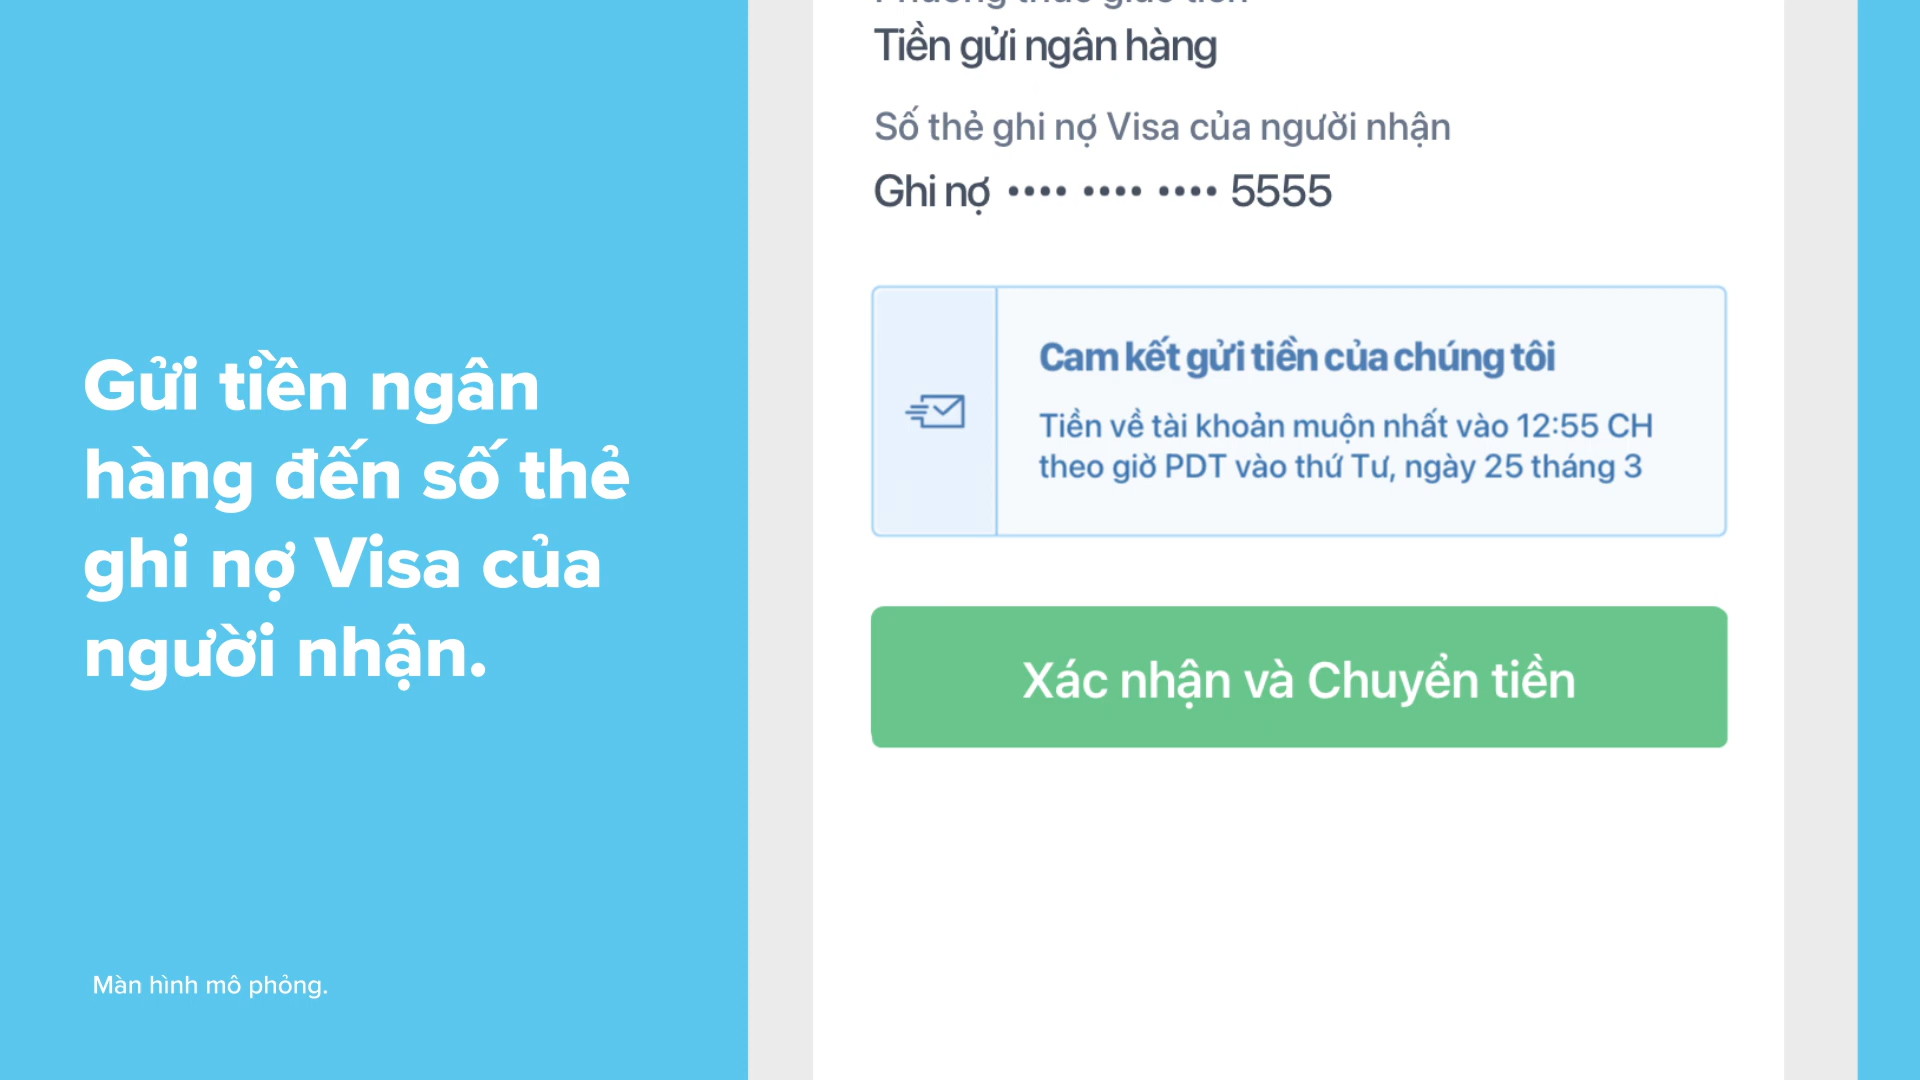 Gửi tiền ngân
hàng đến số thẻ
ghi nợ Visa của
người nhận.
Màn hình mô phỏng.
Tiền gửi ngân hàng
Số thẻ ghi nợ Visa của người nhận
Ghi nợ •••• •••• •••• 5555
Cam kết gửi tiền của chúng tôi
Tiền về tài khoản muộn nhất vào 12:55 CH
theo giờ PDT vào thứ Tư, ngày 25 tháng 3
Xác nhận và Chuyển tiền